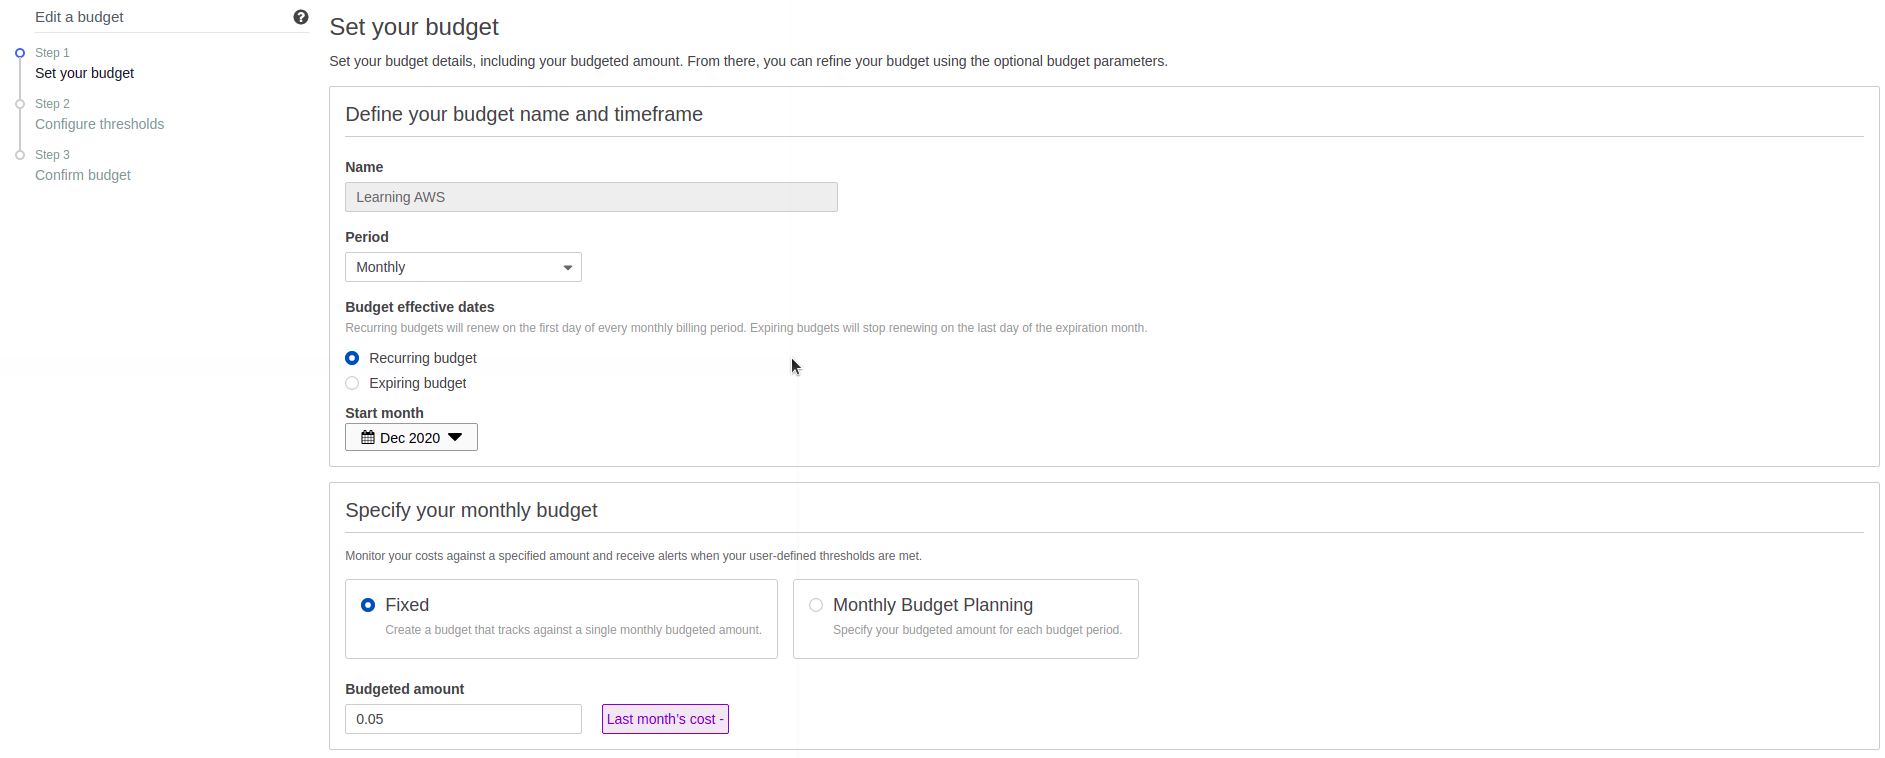 Edit a budget
Step 1
Set your budget
Step 2
Configure thresholds
Step 3
Confirm budget
Set your budget
Set your budget details, including your budgeted amount. From there, you can refine your budget using the optional budget parameters.
Define your budget name and timeframe
Name
Learning AWS
Period
Monthly
Budget effective dates
Recurring budgets will renew on the first day of every monthly billing period. Expiring budgets will stop renewing on the last day of the expiration month.
Recurring budget
Expiring budget
Start month
Dec 2020
Specify your monthly budget
Monitor your costs against a specified amount and receive alerts when your user-defined thresholds are met.
Fixed
Create a budget that tracks against a single monthly budgeted amount.
Monthly Budget Planning
Specify your budgeted amount for each budget period.
Budgeted amount
0.05
Last month's cost -